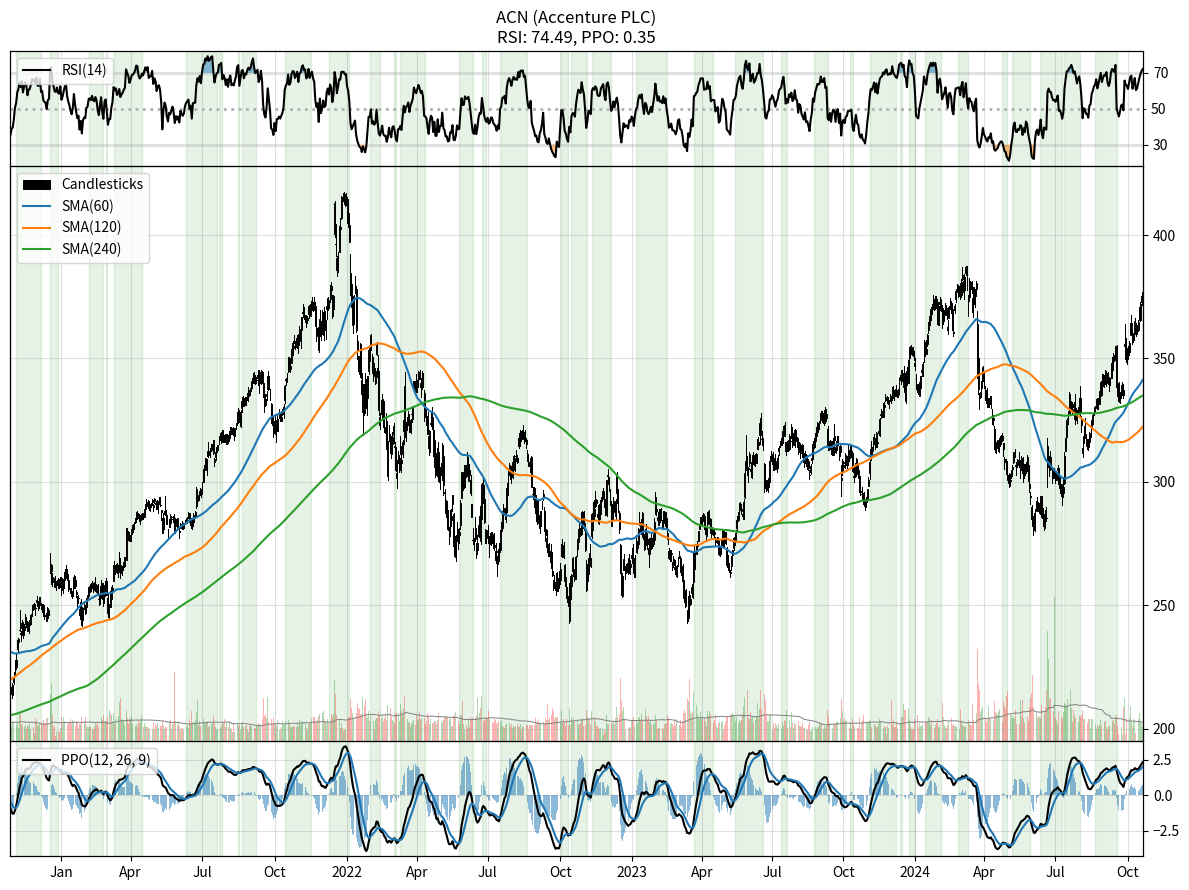 ACN (Accenture PLC)
RSI: 74.49, PPO: 0.35
RSI(14)
70
50
30
Candlesticks
SMA(60)
SMA(120)
SMA(240)
400
350
300
250
200
PPO(12, 26, 9)
2.5
0.0
−2.5
Jan Apr Jul Oct 2022 Apr Jul Oct 2023 Apr Jul Oct 2024 Apr Jul Oct